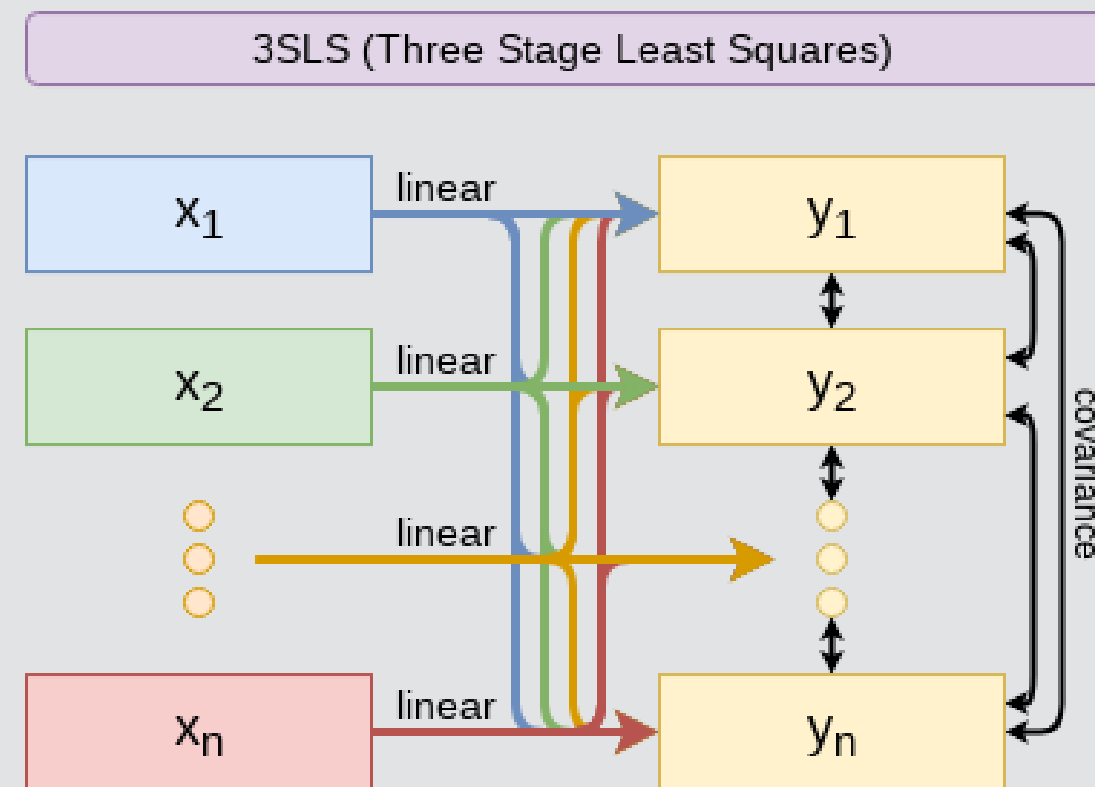 3SLS (Three Stage Least Squares)
x1
linear
y1
x2
linear
y2
linear
covariance
xn
linear
yn